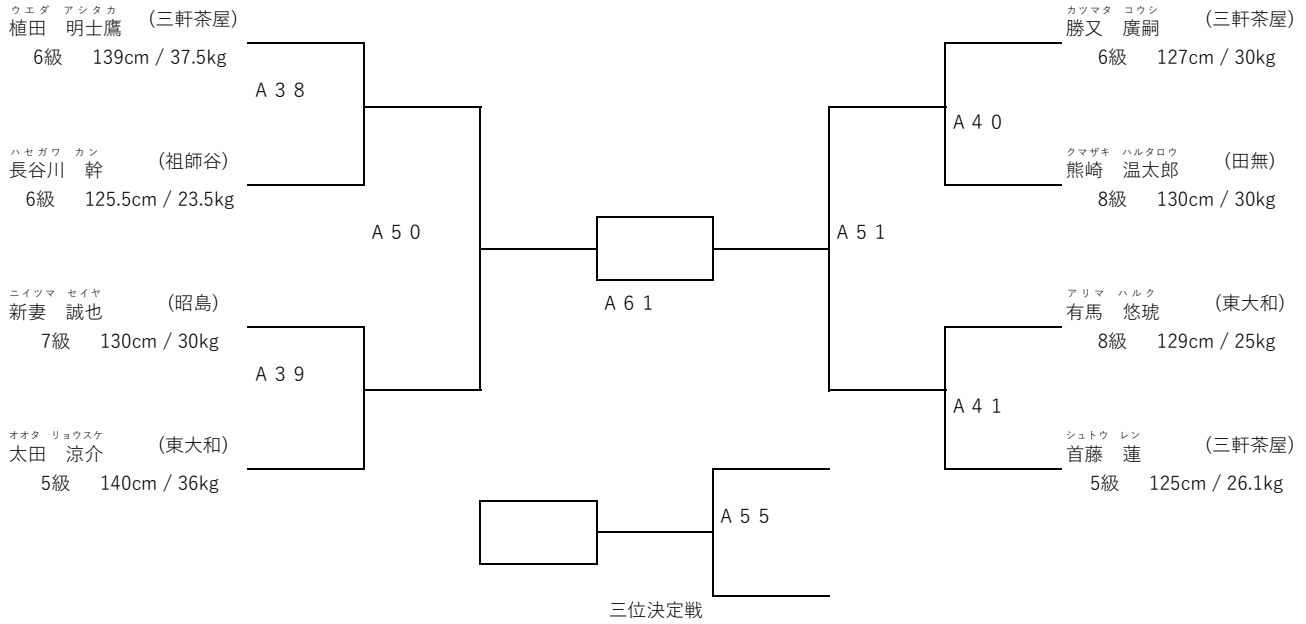 ウエダ　アシタカ
植田　明士鷹　(三軒茶屋)
6級　139cm / 37.5kg
A38
ハセガワ　カン
長谷川　幹　(祖師谷)
6級　125.5cm / 23.5kg
A50
ニイツマ　セイヤ
新妻　誠也　(昭島)
7級　130cm / 30kg
A39
オオタ　リョウスケ
太田　涼介　(東大和)
5級　140cm / 36kg
A61
カツマタ　コウシ
勝又　廣嗣　(三軒茶屋)
6級　127cm / 30kg
A40
クマザキ　ハルタロウ
熊崎　温太郎　(田無)
8級　130cm / 30kg
A51
アリマ　ハルク
有馬　悠琥　(東大和)
8級　129cm / 25kg
A41
シュトウ　レン
首藤　蓮　(三軒茶屋)
5級　125cm / 26.1kg
A55
三位決定戦